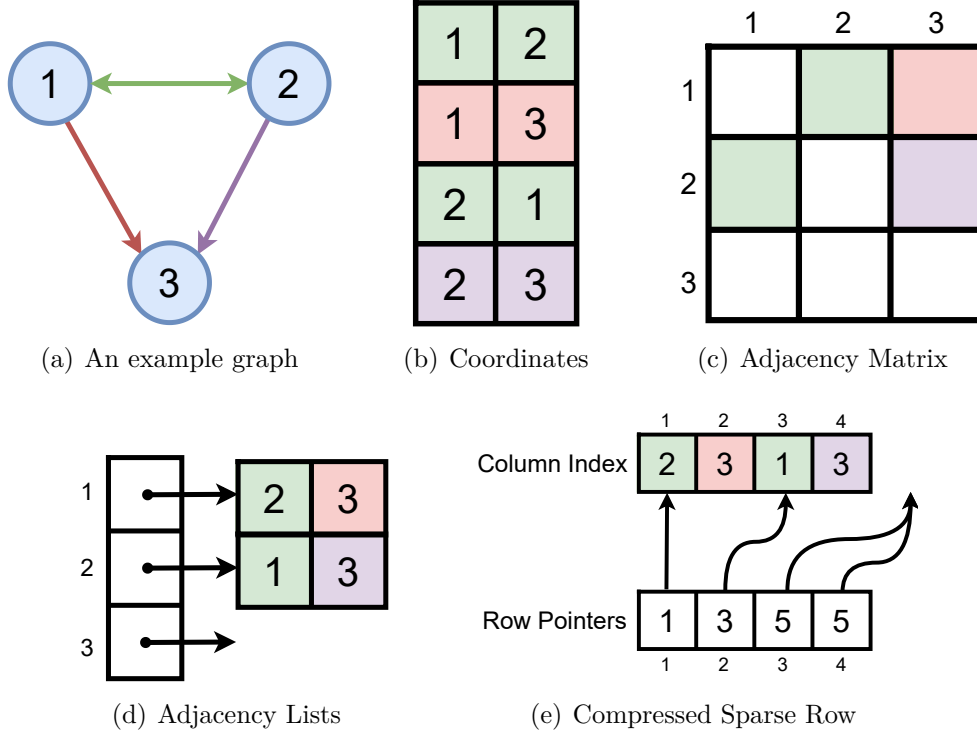 1 2
3
(a) An example graph
1 2
1 3
2 1
2 3
(b) Coordinates
1 2 3
1
2
3
(c) Adjacency Matrix
1 2 3
2 1 3
3
(d) Adjacency Lists
1 2 3 4
Column Index 2 3 1 3
Row Pointers 1 3 5 5
1 2 3 4
(e) Compressed Sparse Row